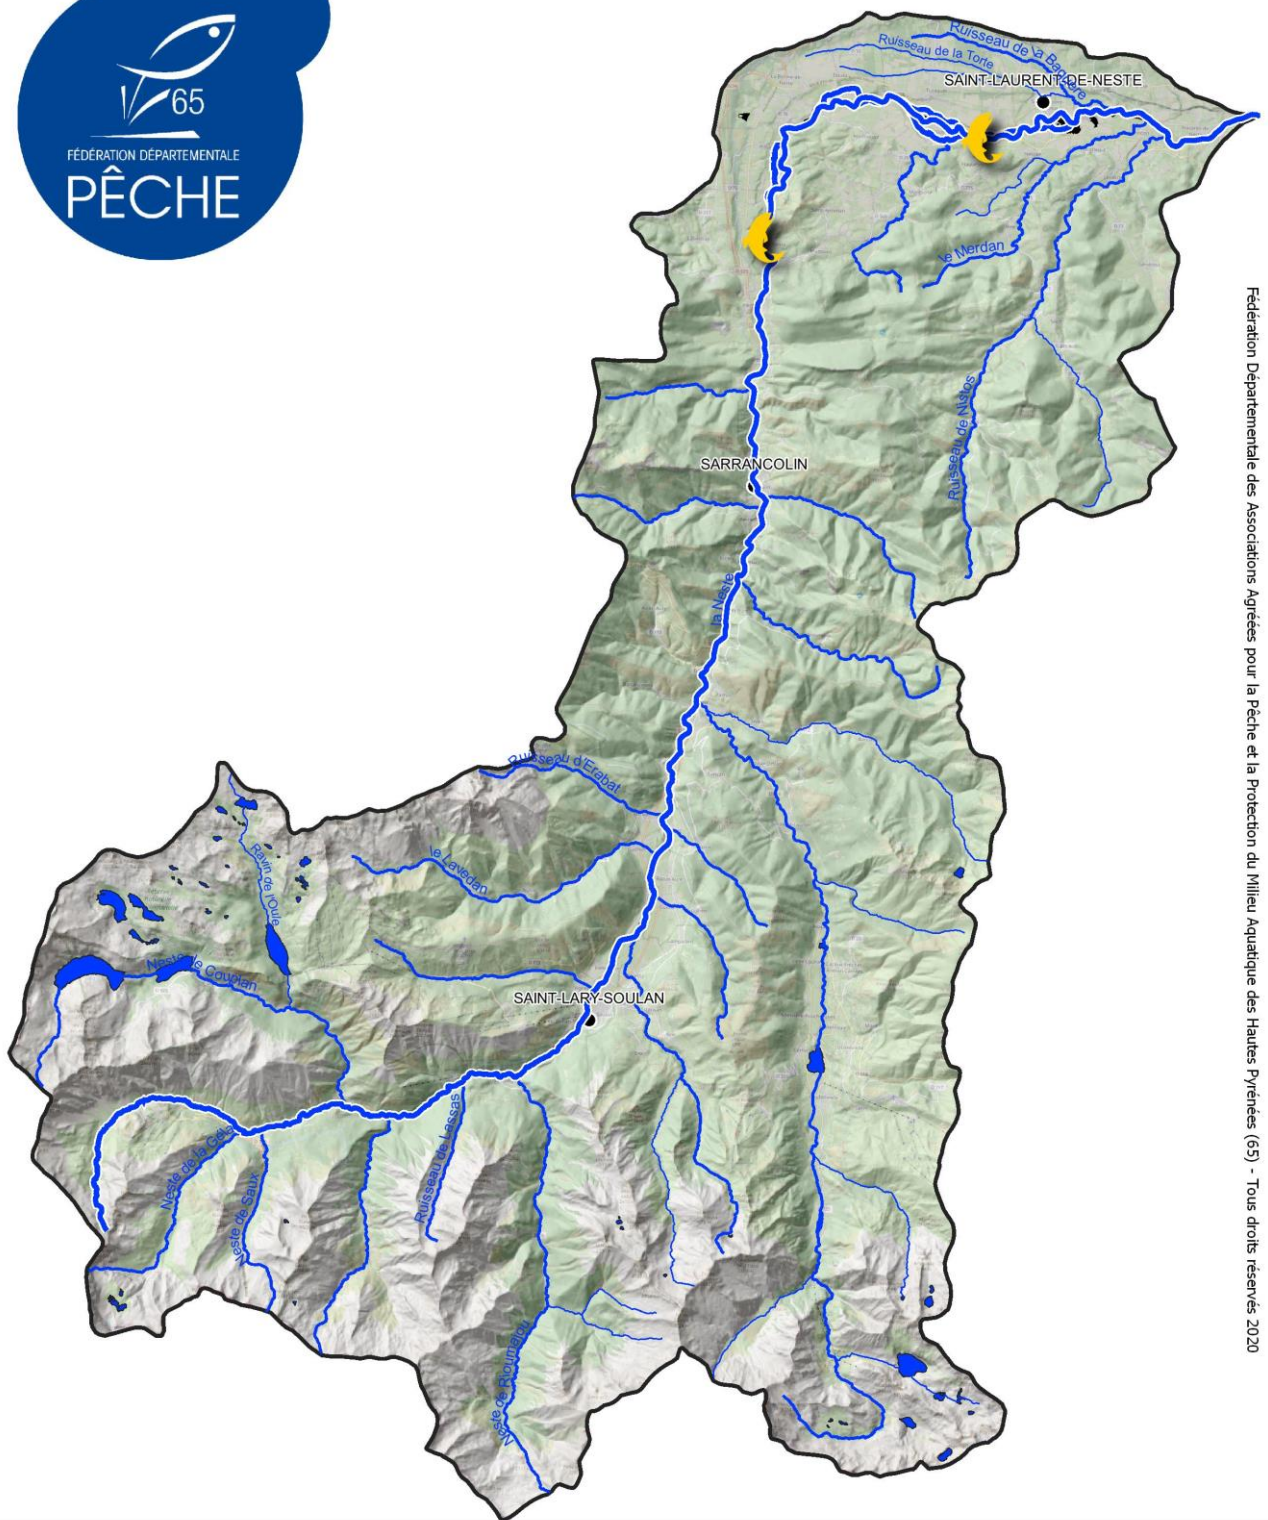 65
FÉDÉRATION DÉPARTEMENTALE
PÊCHE
Ruisseau de la Baquère
Ruisseau de la Torte
SAINT-LAURENT-DE-NESTE
le Merdan
Ruisseau de Nistos
SARRANCOLIN
la Neste
Ruisseau d'Erabat
le Lavedan
Ravin de l'Oule
Neste de Couplan
SAINT-LARY-SOULAN
Neste de la Géla
Neste de Saux
Ruisseau de Lassas
Neste de Rioumajou
Fédération Départementale des Associations Agréées pour la Pêche et la Protection du Milieu Aquatique des Hautes Pyrénées (65) - Tous droits réservés 2020